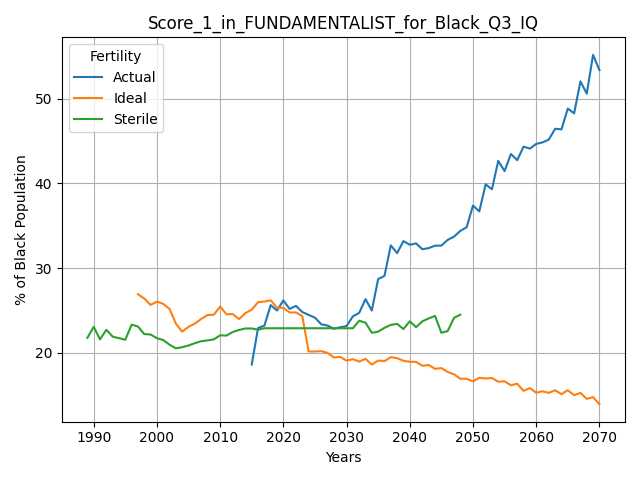 Score_1_in_FUNDAMENTALIST_for_Black_Q3_IQ
Fertility
Actual
Ideal
Sterile
% of Black Population
50
40
30
20
1990 2000 2010 2020 2030 2040 2050 2060 2070
Years